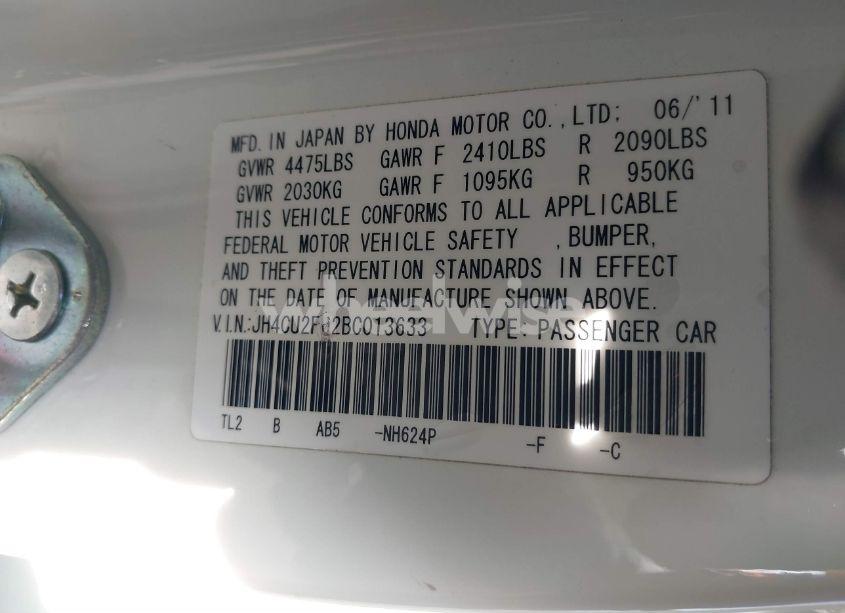 MFD. IN JAPAN BY HONDA MOTOR CO., LTD; 06/'11
GVWR 4475LBS GAWR F 2410LBS R 2090LBS
GVWR 2030KG GAWR F 1095KG R 950KG
THIS VEHICLE CONFORMS TO ALL APPLICABLE
FEDERAL MOTOR VEHICLE SAFETY , BUMPER,
AND THEFT PREVENTION STANDARDS IN EFFECT
ON THE DATE OF MANUFACTURE SHOWN ABOVE.
wheelwise
V.I.N: TYPE: PASSENGER CAR
TL2 B AB5 -NH624P -F -C